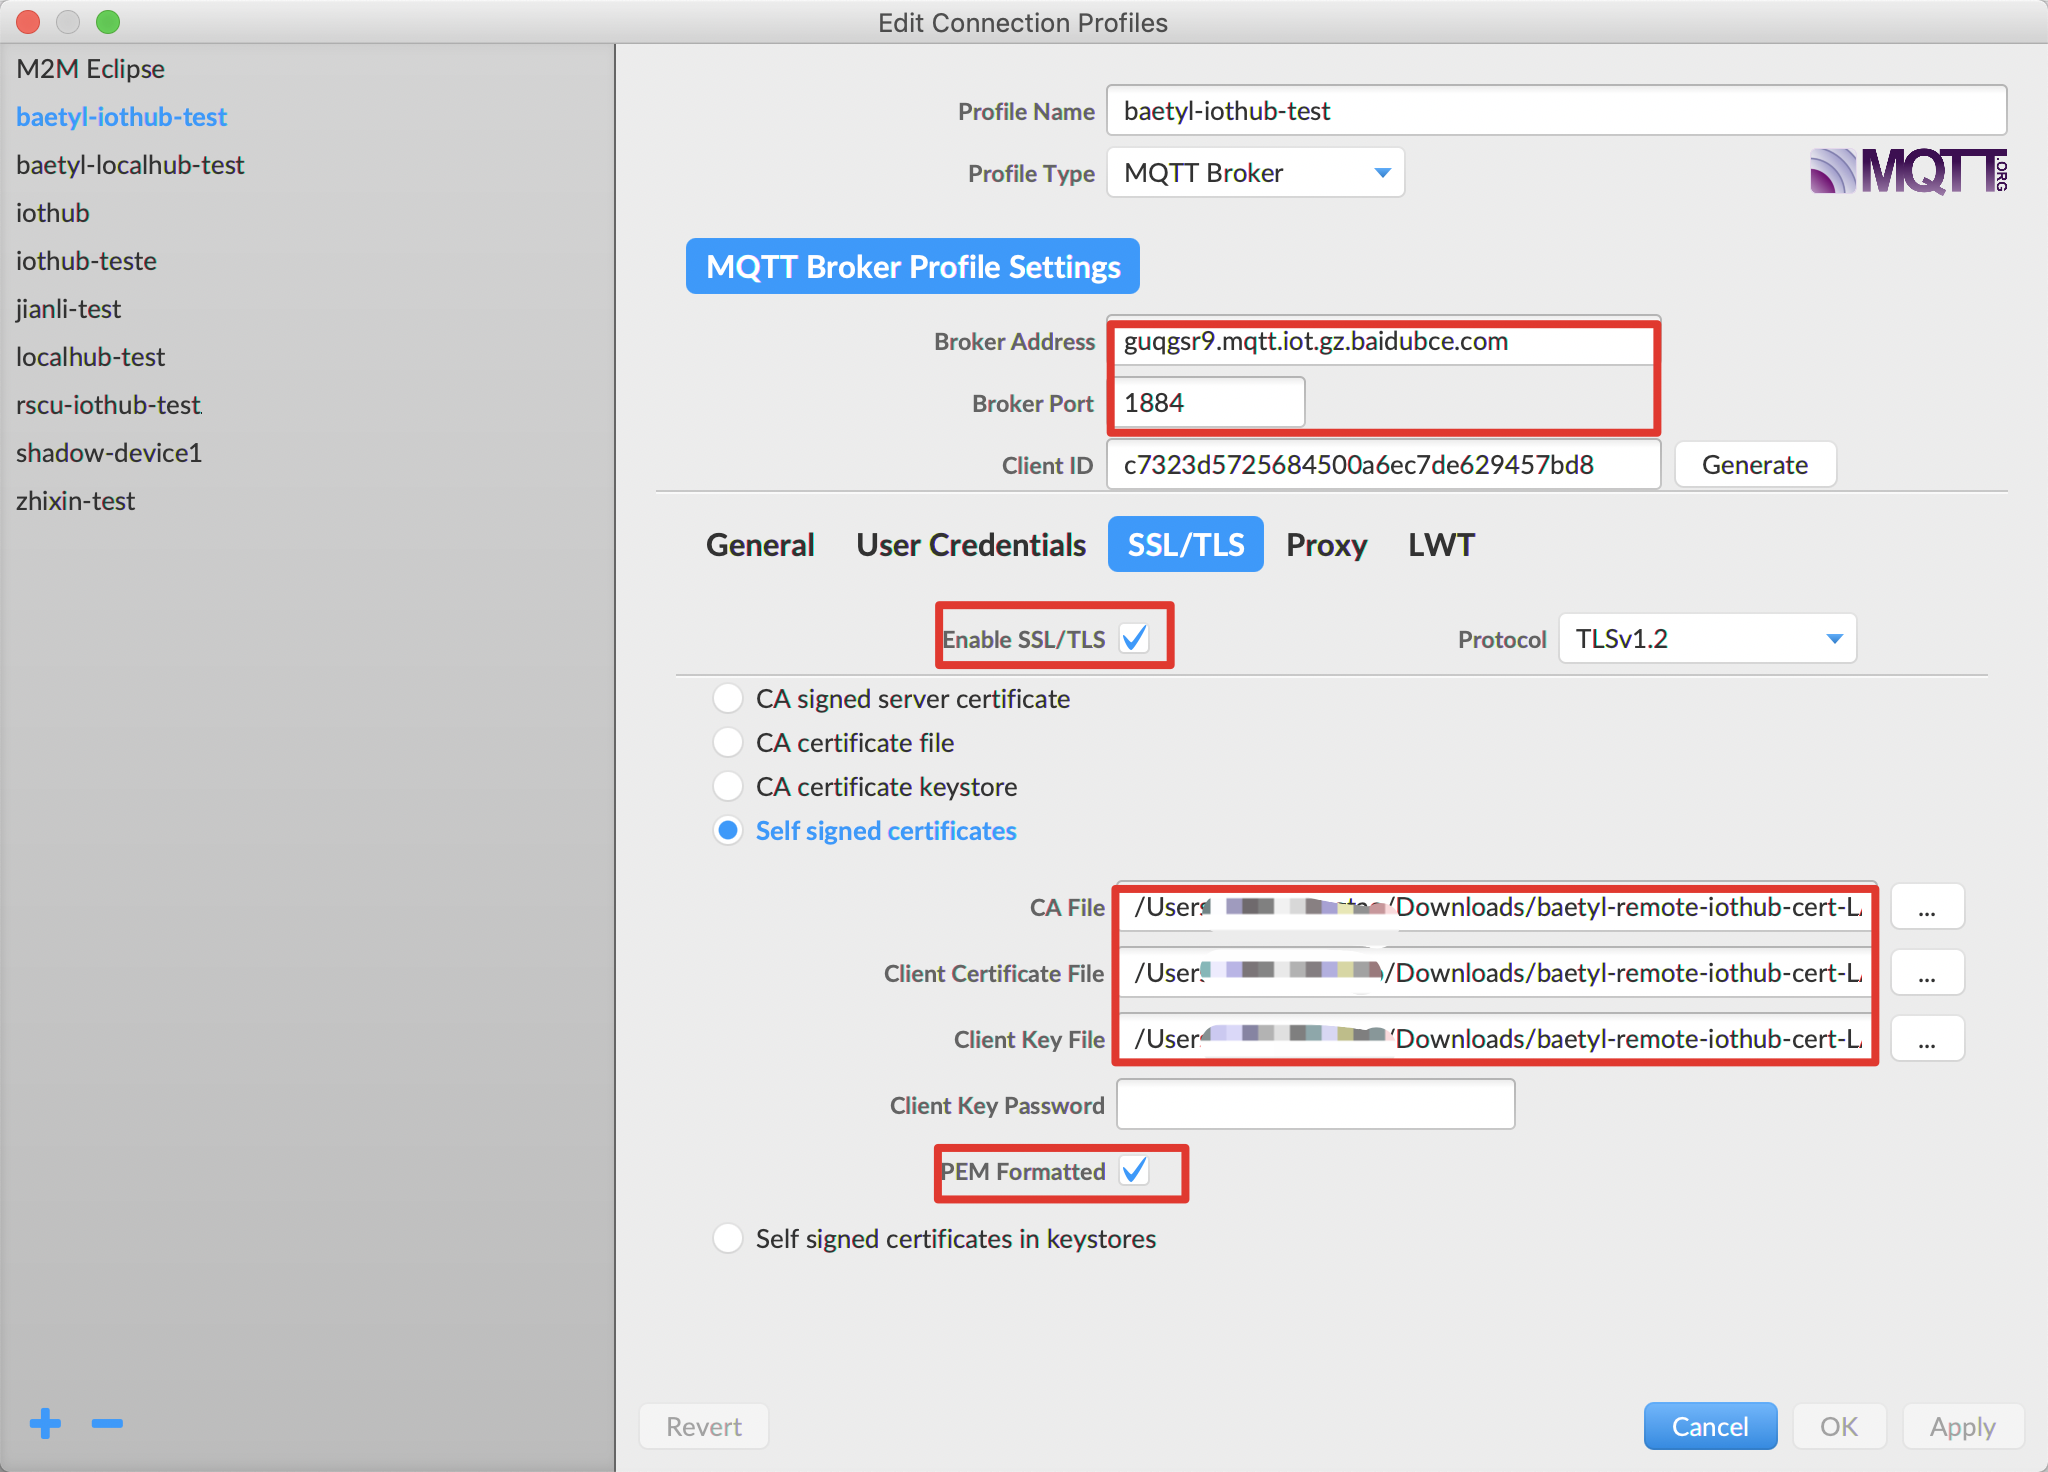 Edit Connection Profiles
M2M Eclipse
baetyl-iothub-test
baetyl-localhub-test
iothub
iothub-teste
jianli-test
localhub-test
rscu-iothub-test
shadow-device1
zhixin-test
Profile Name baetyl-iothub-test
Profile Type MQTT Broker
MQTT.ORG
MQTT Broker Profile Settings
Broker Address guqgsr9.mqtt.iot.gz.baidubce.com
Broker Port 1884
Client ID c7323d5725684500a6ec7de629457bd8 Generate
General User Credentials SSL/TLS Proxy LWT
Enable SSL/TLS Protocol TLSv1.2
CA signed server certificate
CA certificate file
CA certificate keystore
Self signed certificates
CA File /Users /Downloads/baetyl-remote-iothub-cert-L ...
Client Certificate File /User /Downloads/baetyl-remote-iothub-cert-L ...
Client Key File /User /Downloads/baetyl-remote-iothub-cert-L ...
Client Key Password
PEM Formatted
Self signed certificates in keystores
Revert Cancel OK Apply